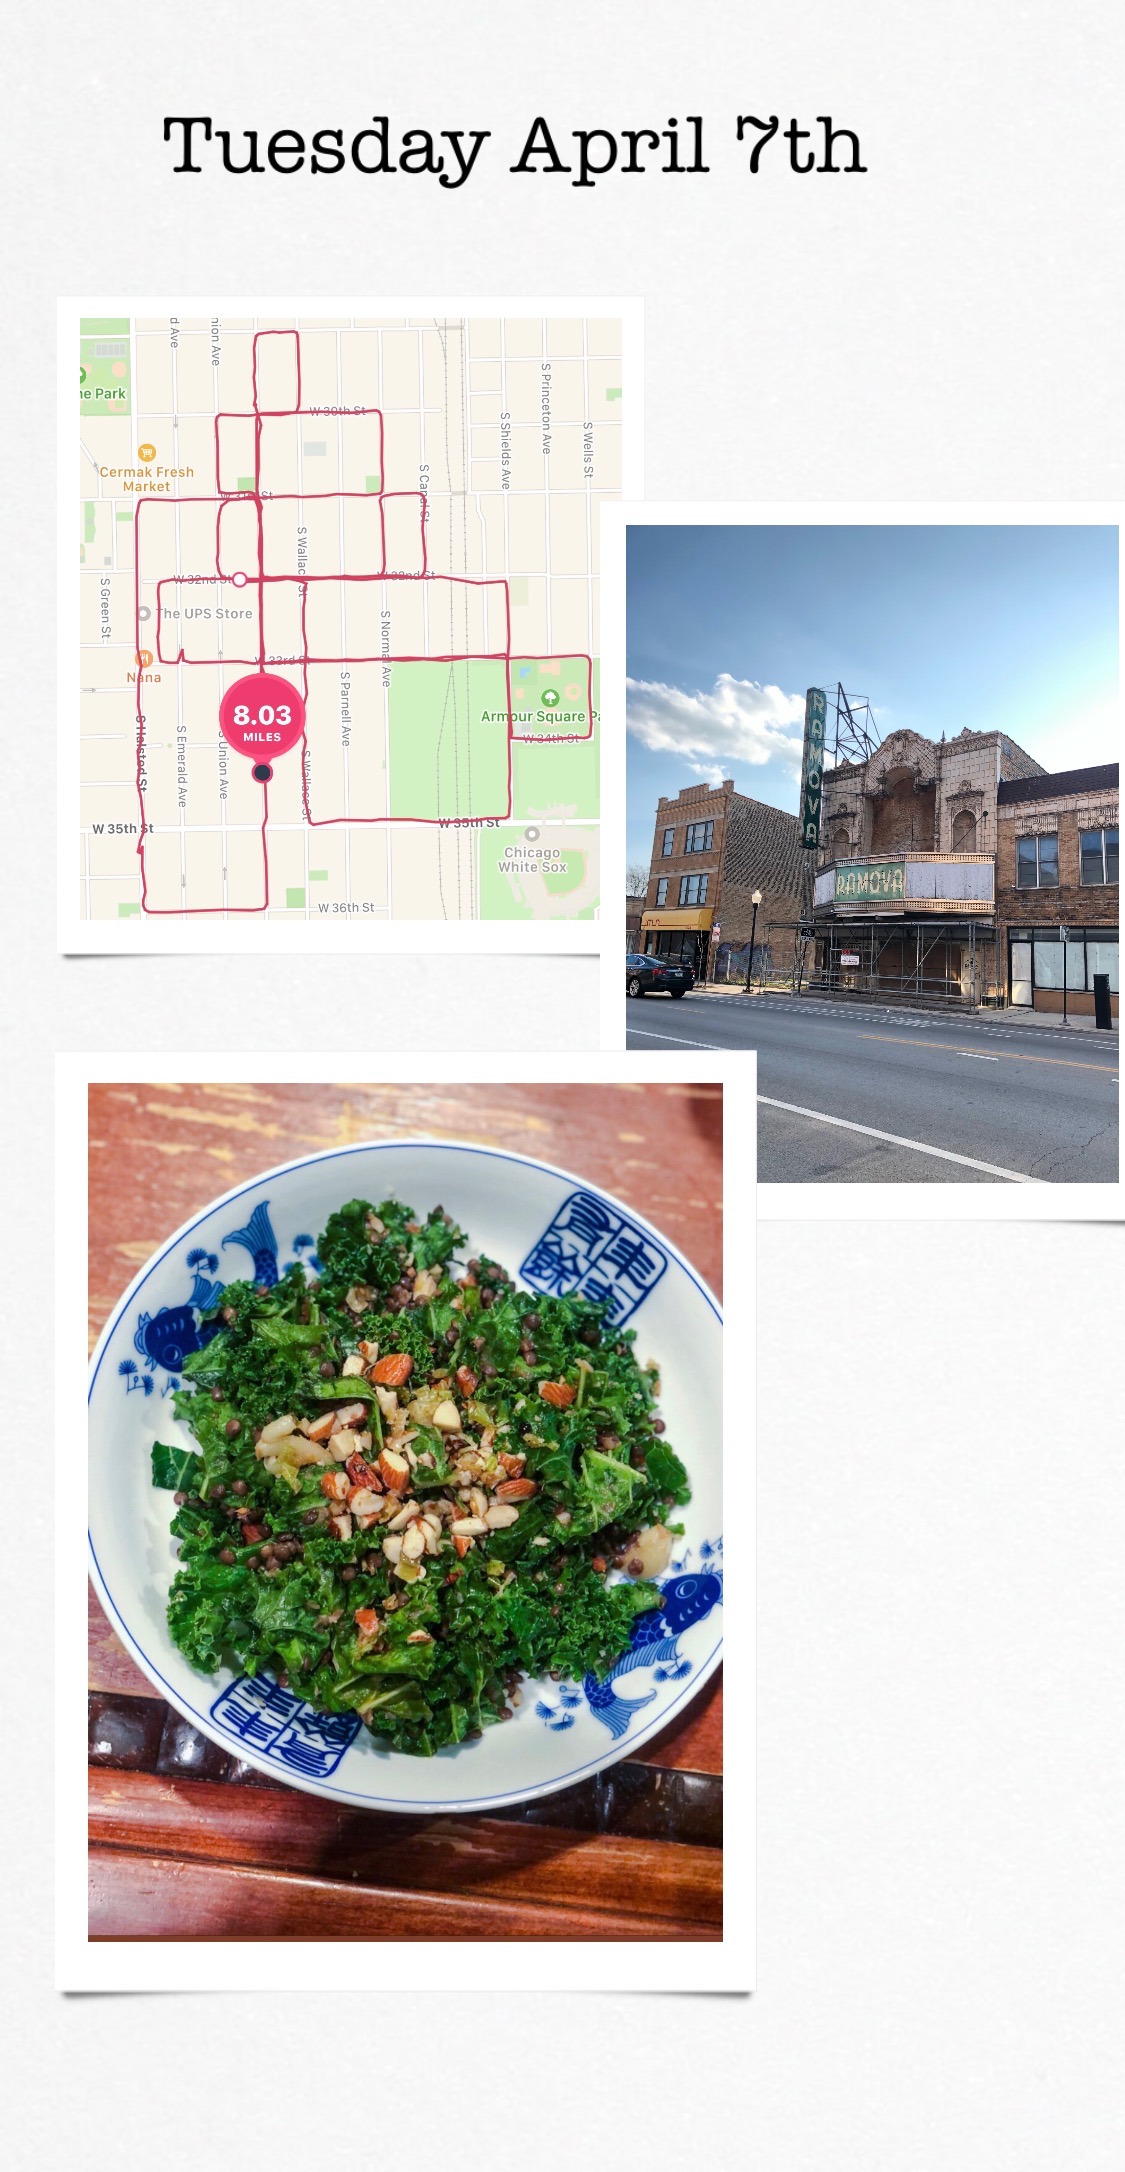 Tuesday April 7th
d Ave
nion Ave
ne Park
W 30th St
S Princeton Ave
S Shields Ave
S Wells St
Cermak Fresh
Market
S Canal St
W 31st St
S Wallace St
W 32nd St
W 32nd St
S Green St
The UPS Store
S Normal Ave
W 33rd St
Nana
8.03
MILES
S Parnell Ave
Armour Square Pa
W 34th St
S Halsted St
S Emerald Ave
S Union Ave
S Wallace St
W 35th St
W 35th St
Chicago
White Sox
W 36th St
RAMOVA
RAMOVA